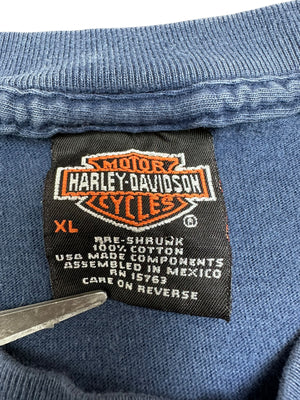 MOTOR
HARLEY-DAVIDSON
CYCLES
XL ®
PRE-SHRUNK
100% COTTON
USA MADE COMPONENTS
ASSEMBLED IN MEXICO
RN 15763
CARE ON REVERSE